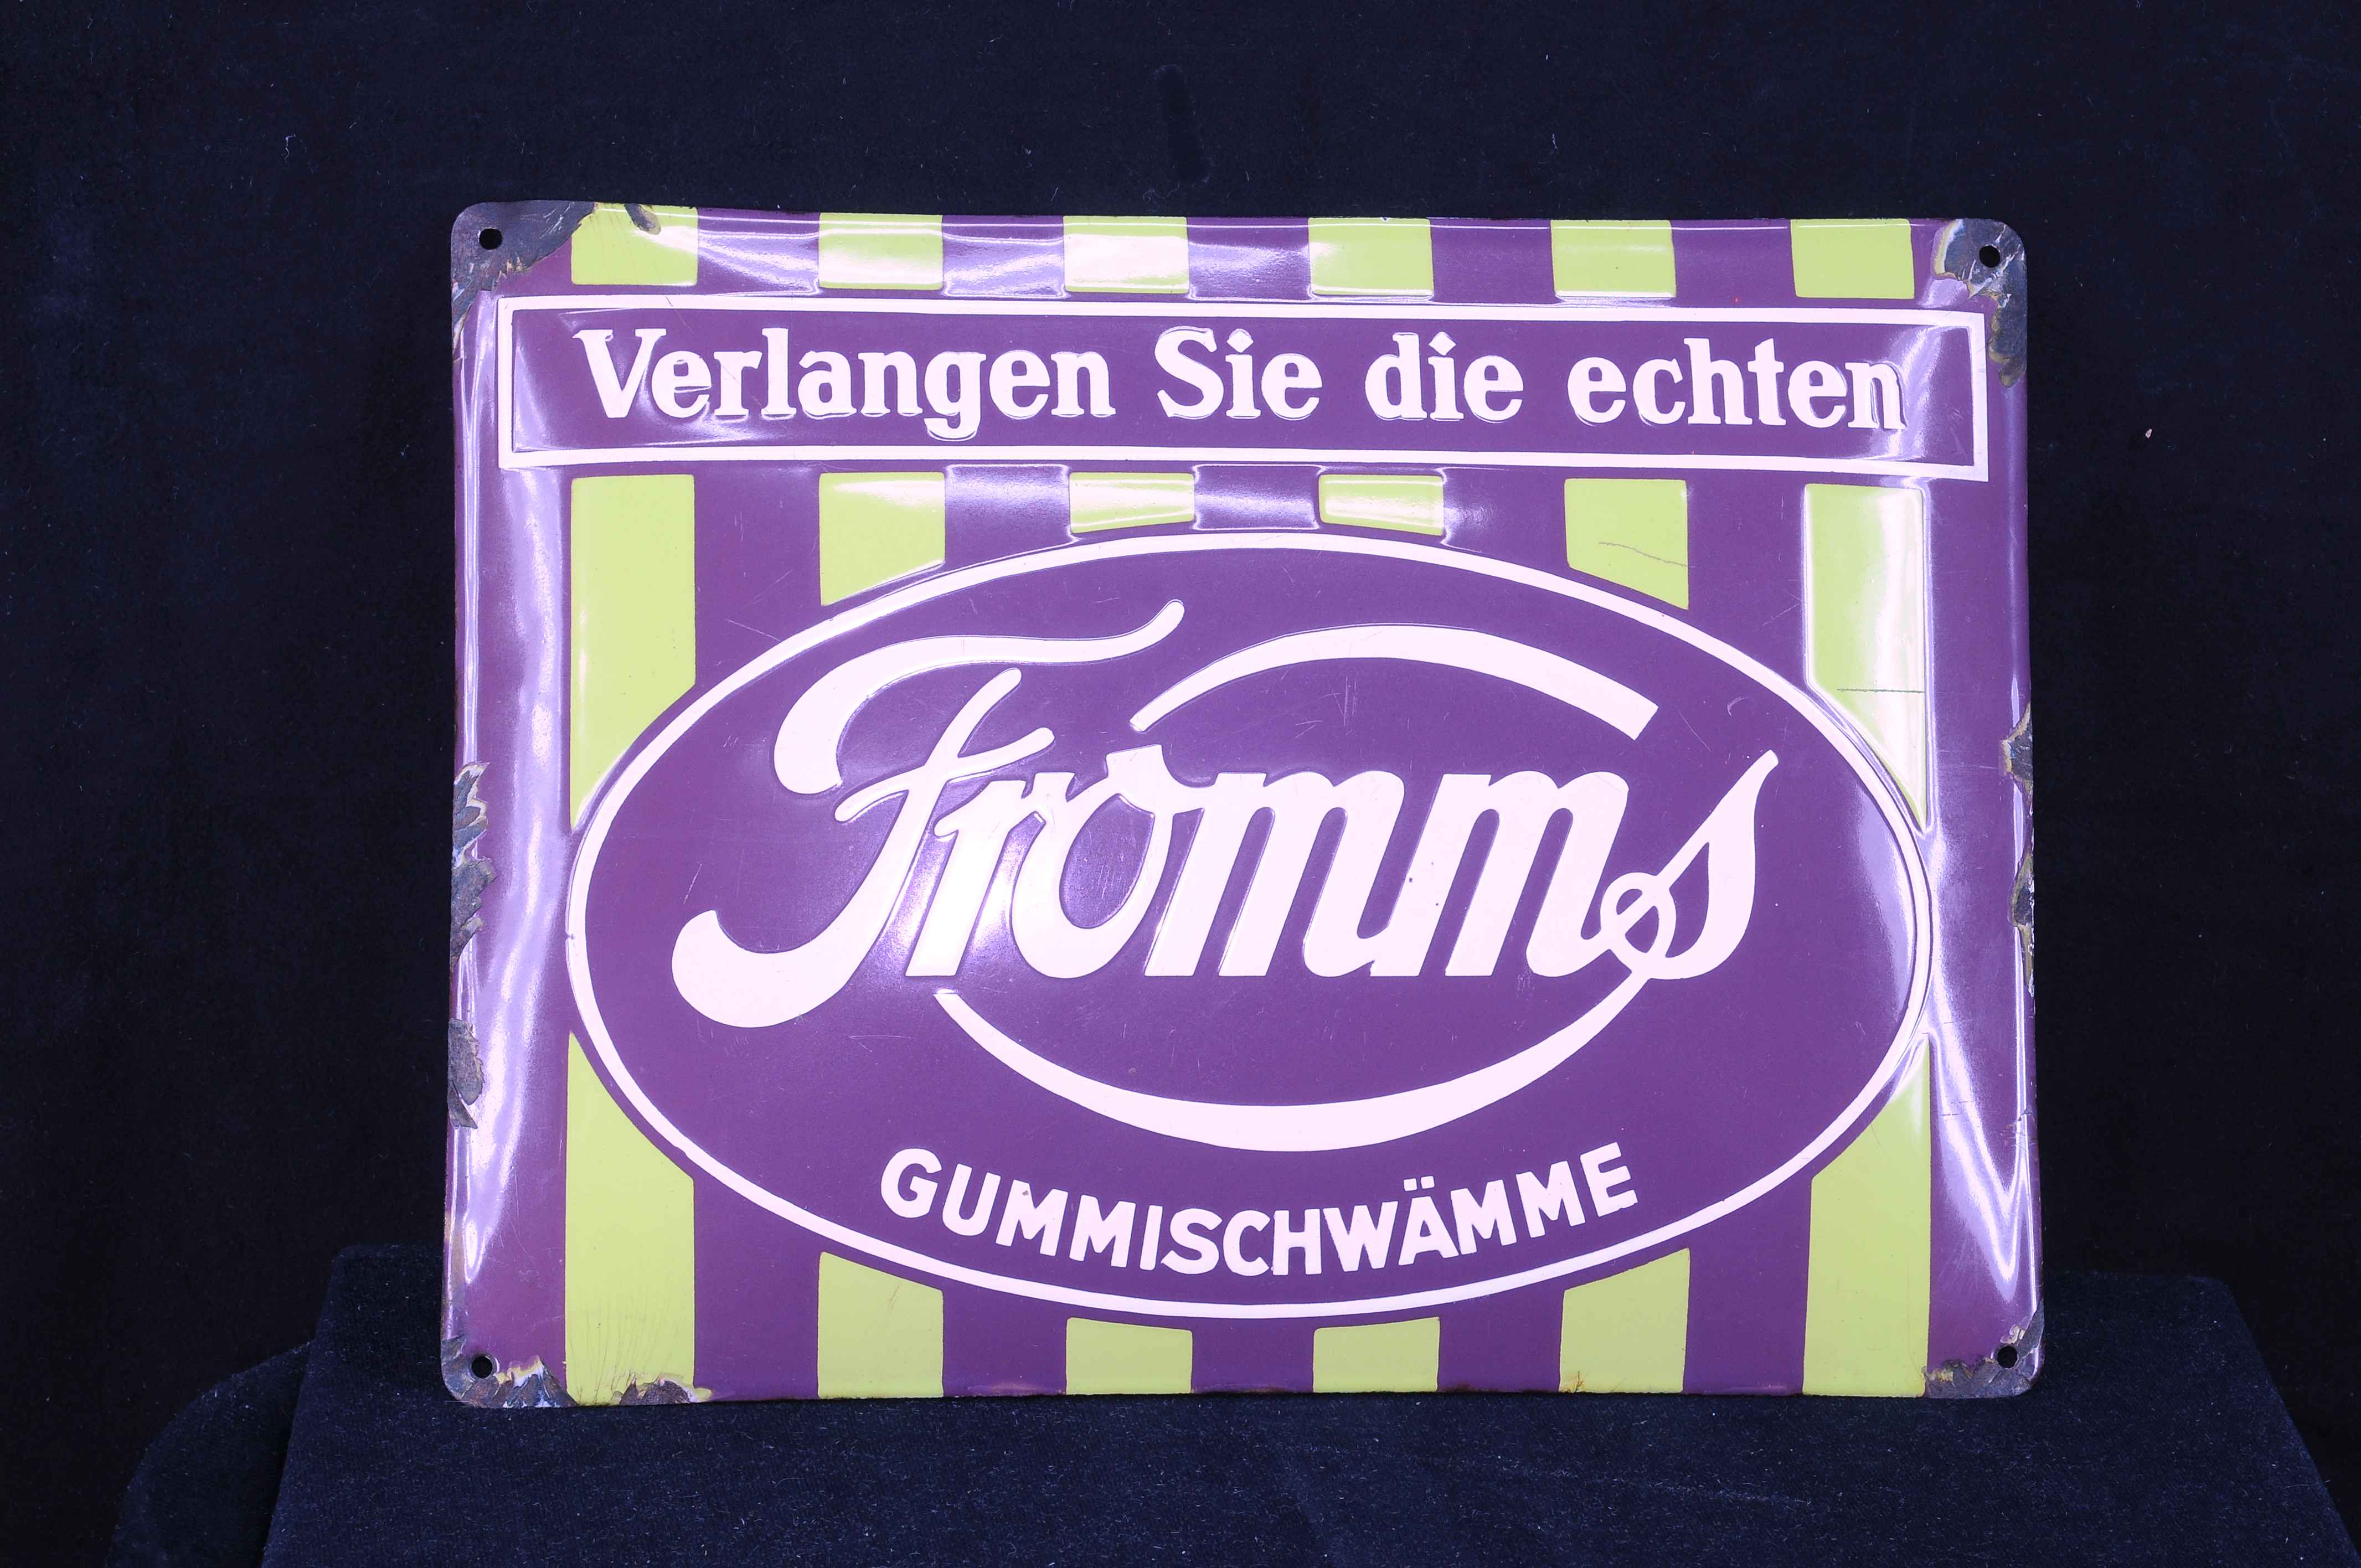 Verlangen Sie die echten
Fromms
GUMMISCHWÄMME